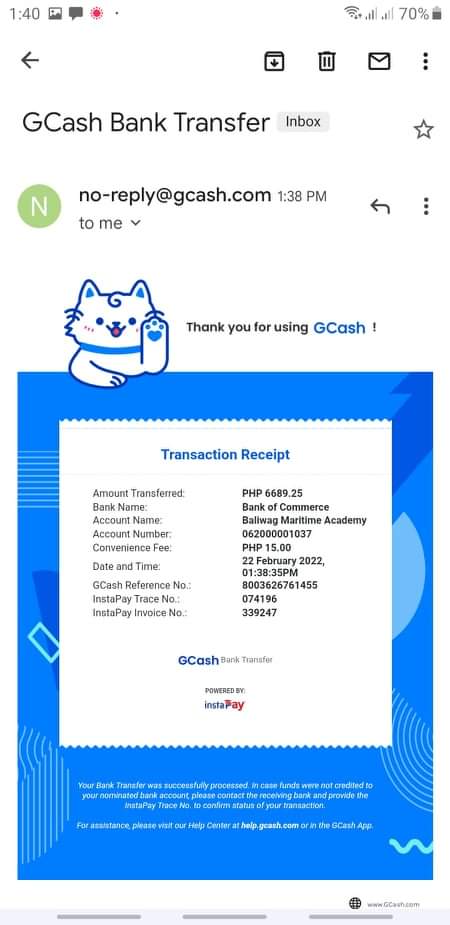 1:40 70%
GCash Bank Transfer Inbox
N
no-reply@gcash.com 1:38 PM
to me
Thank you for using GCash !
Transaction Receipt
Amount Transferred: PHP 6689.25
Bank Name: Bank of Commerce
Account Name: Baliwag Maritime Academy
Account Number: 062000001037
Convenience Fee: PHP 15.00
Date and Time: 22 February 2022,
01:38:35PM
GCash Reference No.: 8003626761455
InstaPay Trace No.: 074196
InstaPay Invoice No.: 339247
GCash Bank Transfer
POWERED BY:
instaPay
Your Bank Transfer was successfully processed. In case funds were not credited to
your nominated bank account, please contact the receiving bank and provide the
InstaPay Trace No. to confirm status of your transaction.
For assistance, please visit our Help Center at help.gcash.com or in the GCash App.
www.GCash.com